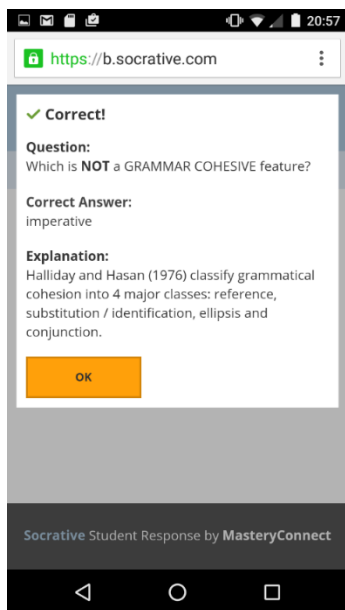 20:57
https://b.socrative.com
Correct!
Question:
Which is NOT a GRAMMAR COHESIVE feature?
Correct Answer:
imperative
Explanation:
Halliday and Hasan (1976) classify grammatical
cohesion into 4 major classes: reference,
substitution / identification, ellipsis and
conjunction.
OK
Socrative Student Response by MasteryConnect